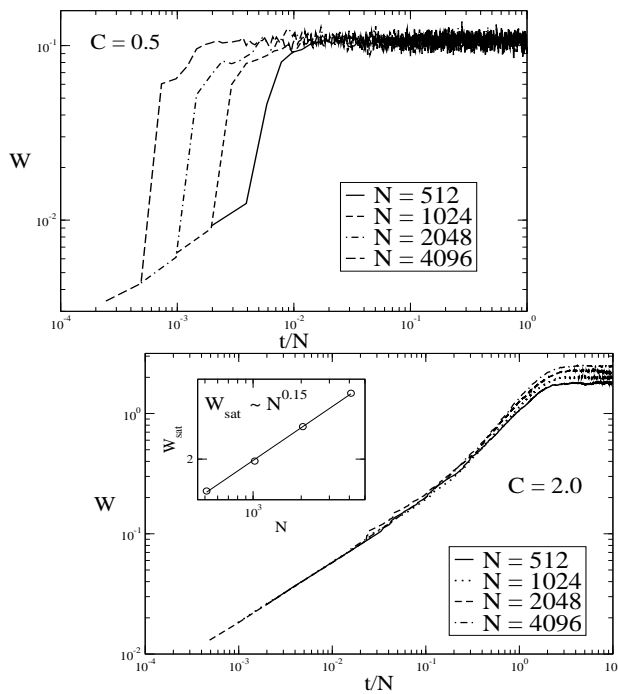 10^-1
C = 0.5
W
10^-2
N = 512
N = 1024
N = 2048
N = 4096
10^-4 10^-3 10^-2 10^-1 10^0
t/N
W_sat ~ N^0.15
W_sat
2
10^3
N
10^0
C = 2.0
W
10^-1
N = 512
N = 1024
N = 2048
N = 4096
10^-2
10^-4 10^-3 10^-2 10^-1 10^0 10^1
t/N